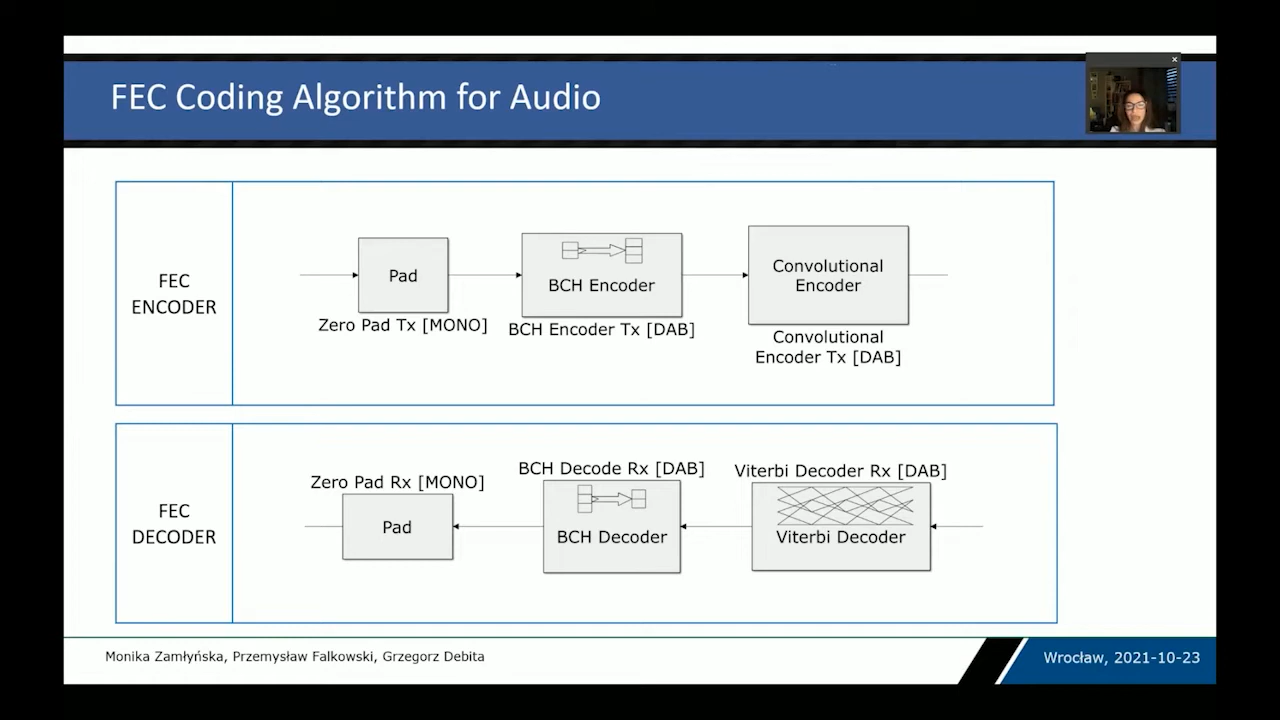 FEC Coding Algorithm for Audio
FEC
ENCODER
Pad
Zero Pad Tx [MONO]
BCH Encoder
BCH Encoder Tx [DAB]
Convolutional
Encoder
Convolutional
Encoder Tx [DAB]
FEC
DECODER
Zero Pad Rx [MONO]
Pad
BCH Decode Rx [DAB]
BCH Decoder
Viterbi Decoder Rx [DAB]
Viterbi Decoder
Monika Zamłyńska, Przemysław Falkowski, Grzegorz Debita
Wrocław, 2021-10-23